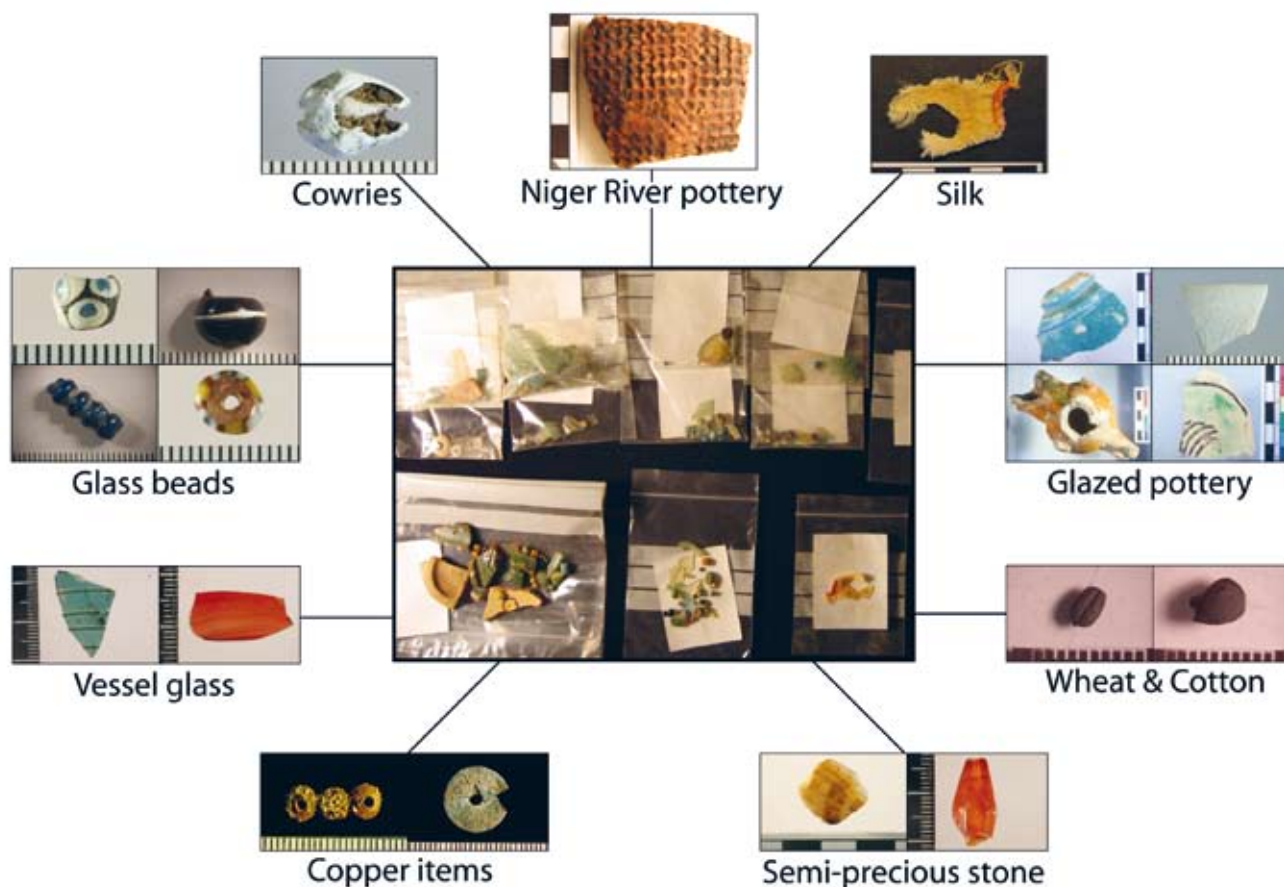 Cowries
Niger River pottery
Silk
Glass beads
Glazed pottery
Vessel glass
Wheat & Cotton
Copper items
Semi-precious stone